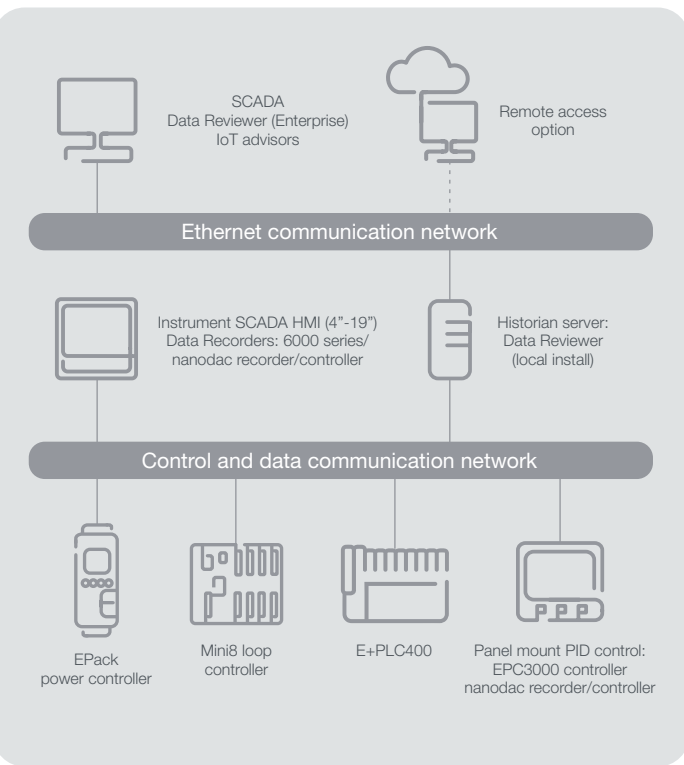 SCADA
Data Reviewer (Enterprise)
IoT advisors
Remote access
option
Ethernet communication network
Instrument SCADA HMI (4”-19”)
Data Recorders: 6000 series/
nanodac recorder/controller
Historian server:
Data Reviewer
(local install)
Control and data communication network
EPack
power controller
Mini8 loop
controller
E+PLC400
Panel mount PID control:
EPC3000 controller
nanodac recorder/controller